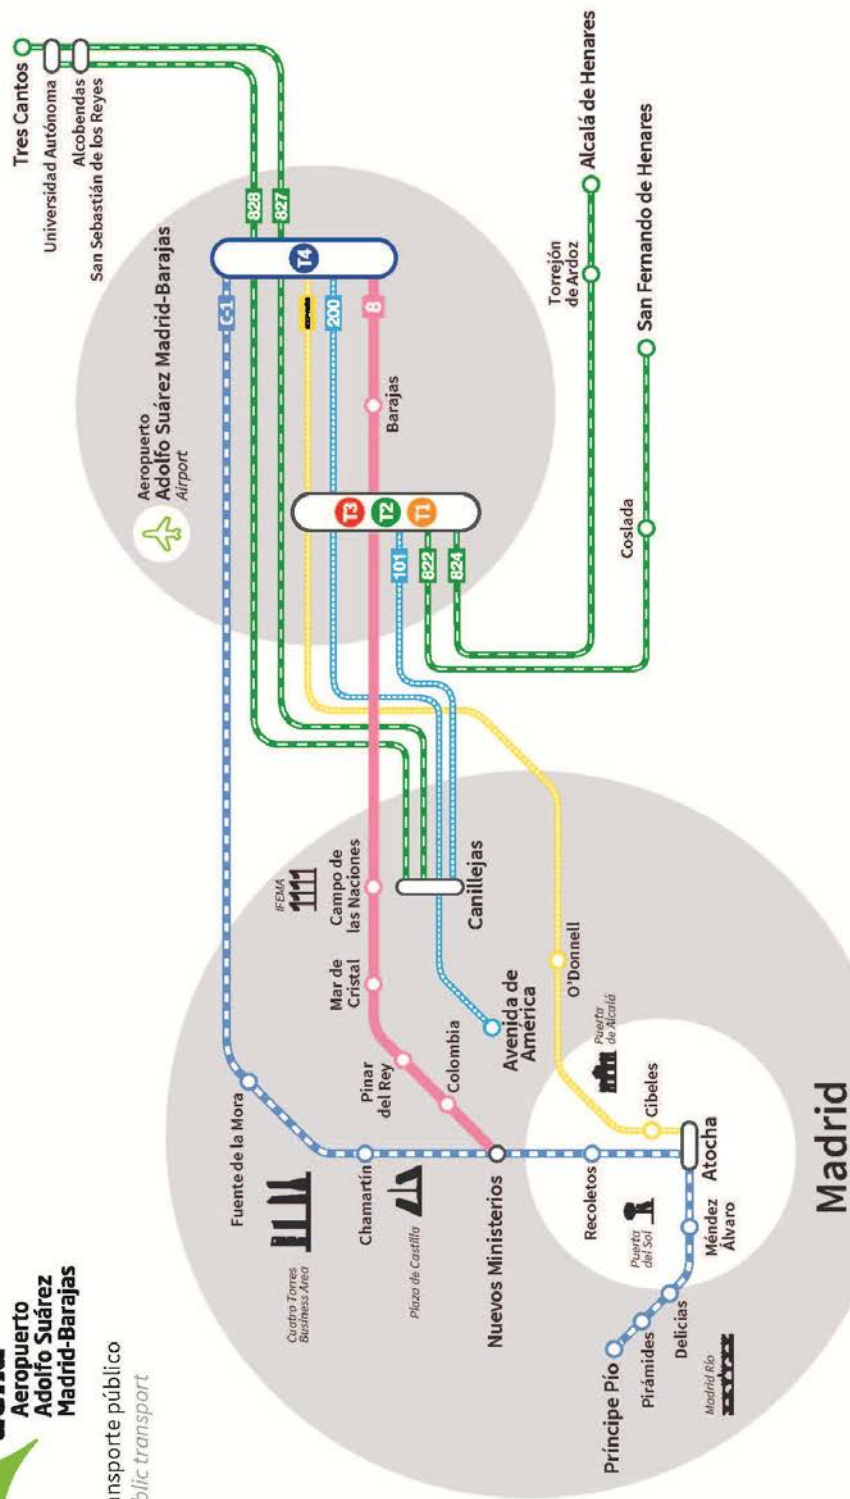 Aeropuerto
Adolfo Suárez
Madrid-Barajas
Tres Cantos
Universidad Autónoma
Alcobendas
San Sebastián de los Reyes
Aeropuerto
Adolfo Suárez Madrid-Barajas
Airport
828
827
T4
C-1
200
8
Barajas
T3
T2
T1
101
822
824
Torrejón
de Ardoz
Alcalá de Henares
Coslada
San Fernando de Henares
Fuente de la Mora
IFEMA
Campo de
las Naciones
Mar de
Cristal
Canillejas
Pinar
del Rey
Colombia
Avenida de
América
O'Donnell
Cuatro Torres
Business Area
Chamartín
Plaza de Castilla
Nuevos Ministerios
Puerta
de Alcalá
Cibeles
Recoletos
Atocha
Puerta
del Sol
Méndez
Álvaro
Delicias
Pirámides
Príncipe Pío
Madrid Río
Madrid